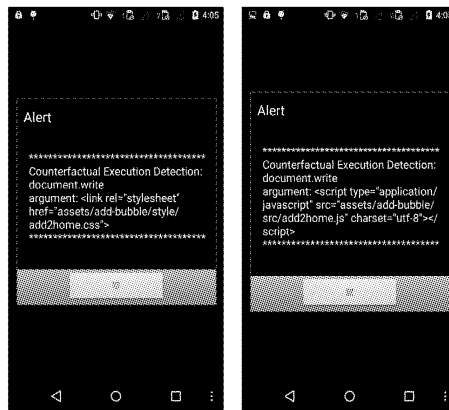 4:05
Alert
****************************************
Counterfactual Execution Detection:
document.write
argument: <link rel="stylesheet"
href="assets/add-bubble/style/
add2home.css">
****************************************
Alert
****************************************
Counterfactual Execution Detection:
document.write
argument: <script type="application/
javascript" src="assets/add-bubble/
src/add2home.js" charset="utf-8"></
script>
****************************************